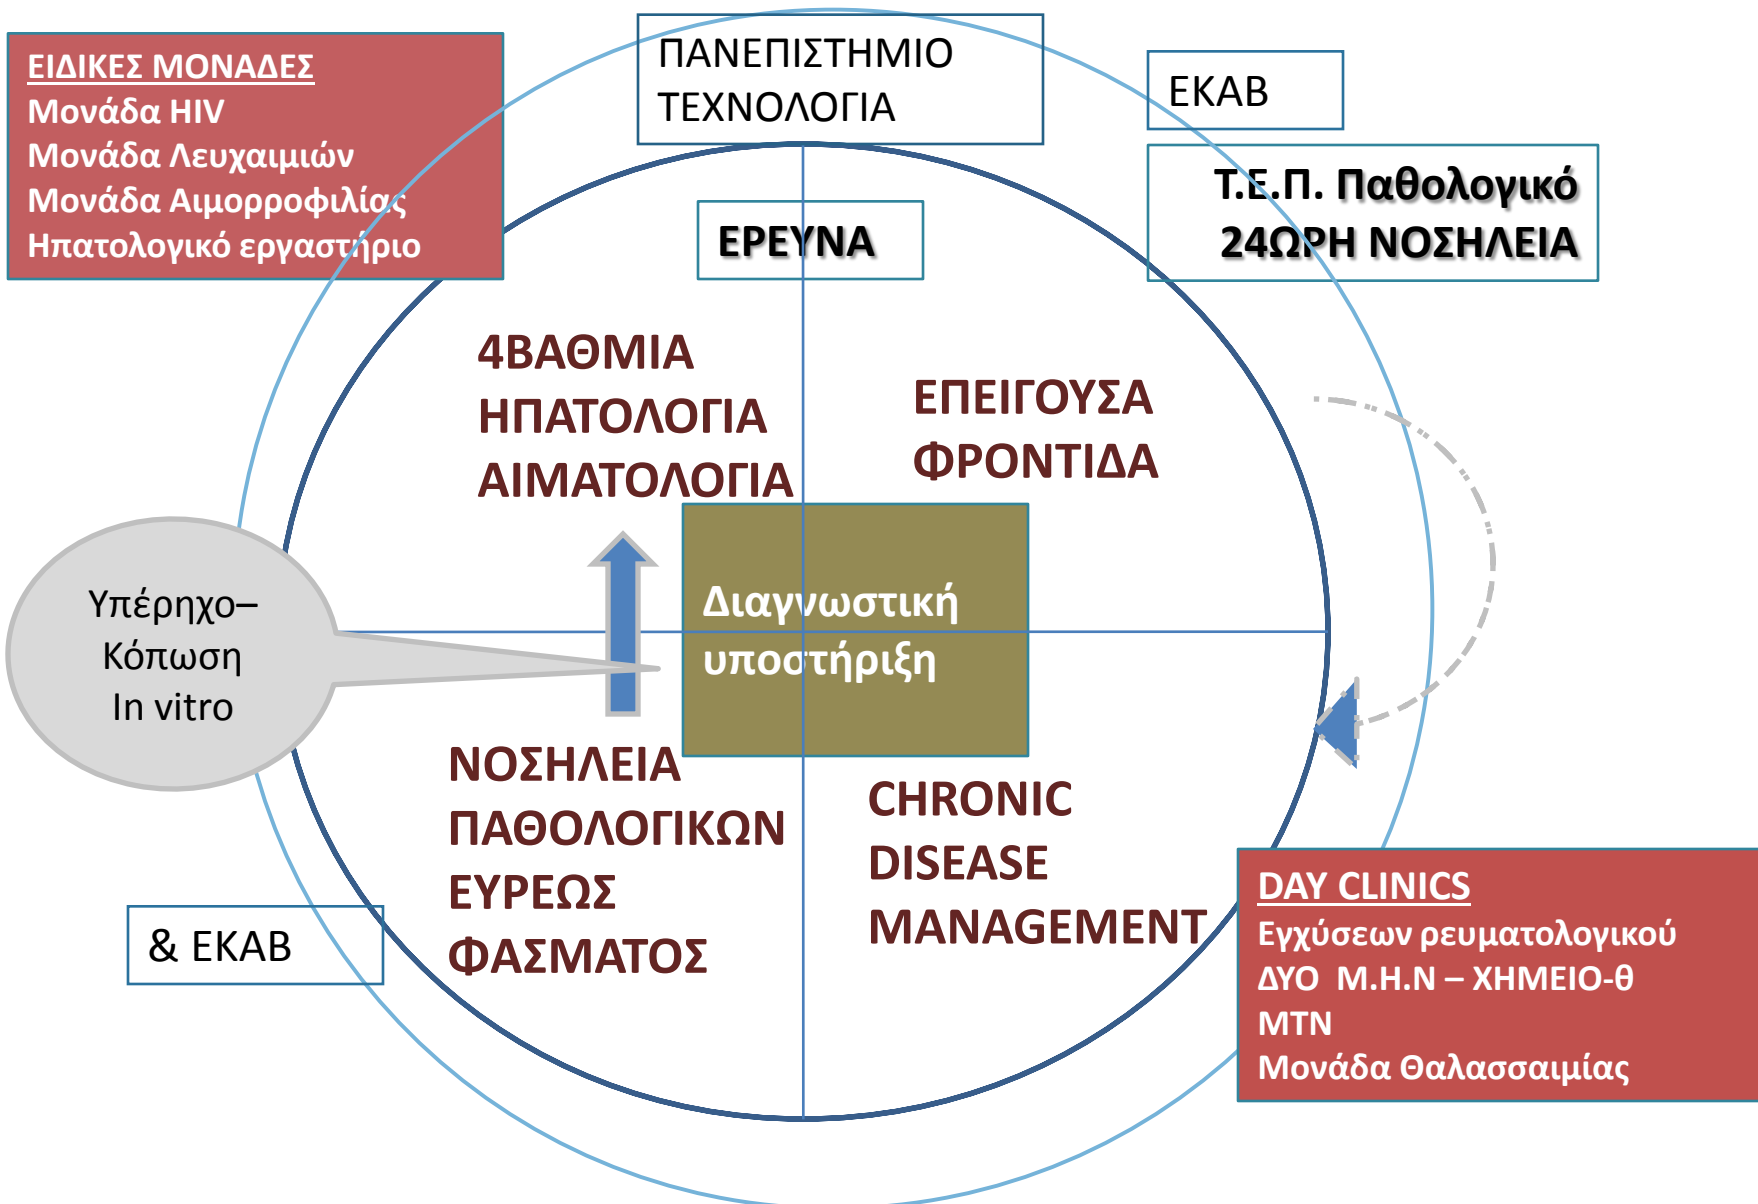 ΕΙΔΙΚΕΣ ΜΟΝΑΔΕΣ
Μονάδα HIV
Μονάδα Λευχαιμιών
Μονάδα Αιμορροφιλίας
Ηπατολογικό εργαστήριο
ΠΑΝΕΠΙΣΤΗΜΙΟ
ΤΕΧΝΟΛΟΓΙΑ
ΕΚΑΒ
Τ.Ε.Π. Παθολογικό
24ΩΡΗ ΝΟΣΗΛΕΙΑ
ΕΡΕΥΝΑ
4ΒΑΘΜΙΑ
ΗΠΑΤΟΛΟΓΙΑ
ΑΙΜΑΤΟΛΟΓΙΑ
ΕΠΕΙΓΟΥΣΑ
ΦΡΟΝΤΙΔΑ
Υπέρηχο–
Κόπωση
In vitro
Διαγνωστική
υποστήριξη
ΝΟΣΗΛΕΙΑ
ΠΑΘΟΛΟΓΙΚΩΝ
ΕΥΡΕΩΣ
ΦΑΣΜΑΤΟΣ
CHRONIC
DISEASE
MANAGEMENT
& ΕΚΑΒ
DAY CLINICS
Εγχύσεων ρευματολογικού
ΔΥΟ Μ.Η.Ν – ΧΗΜΕΙΟ-θ
ΜΤΝ
Μονάδα Θαλασσαιμίας